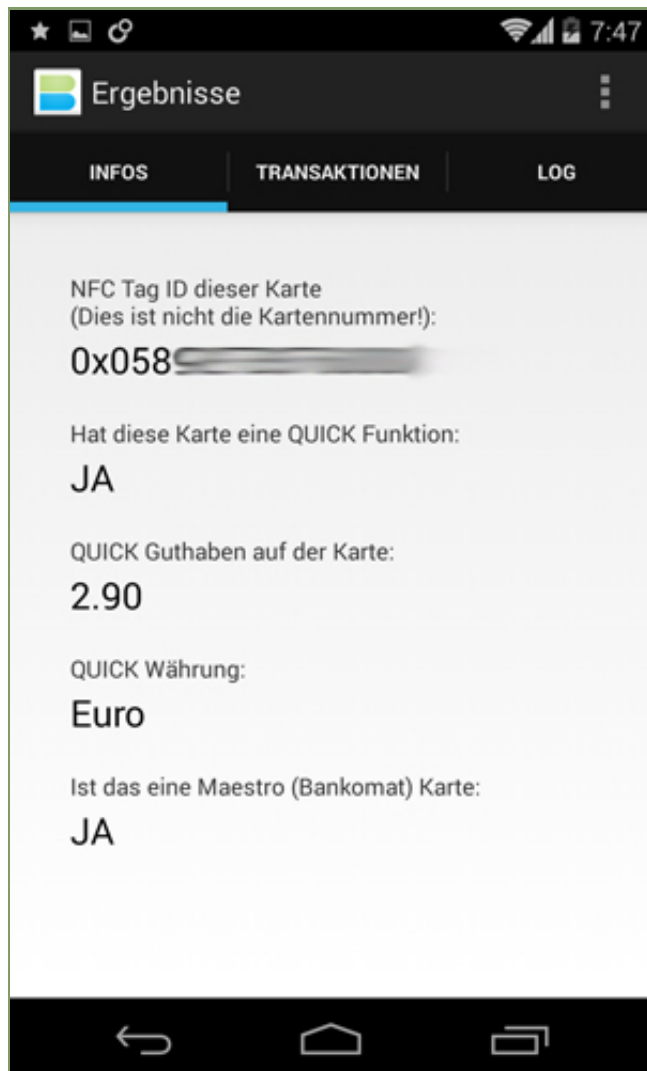 7:47
Ergebnisse
INFOS TRANSAKTIONEN LOG
NFC Tag ID dieser Karte
(Dies ist nicht die Kartennummer!):
0x058
Hat diese Karte eine QUICK Funktion:
JA
QUICK Guthaben auf der Karte:
2.90
QUICK Währung:
Euro
Ist das eine Maestro (Bankomat) Karte:
JA